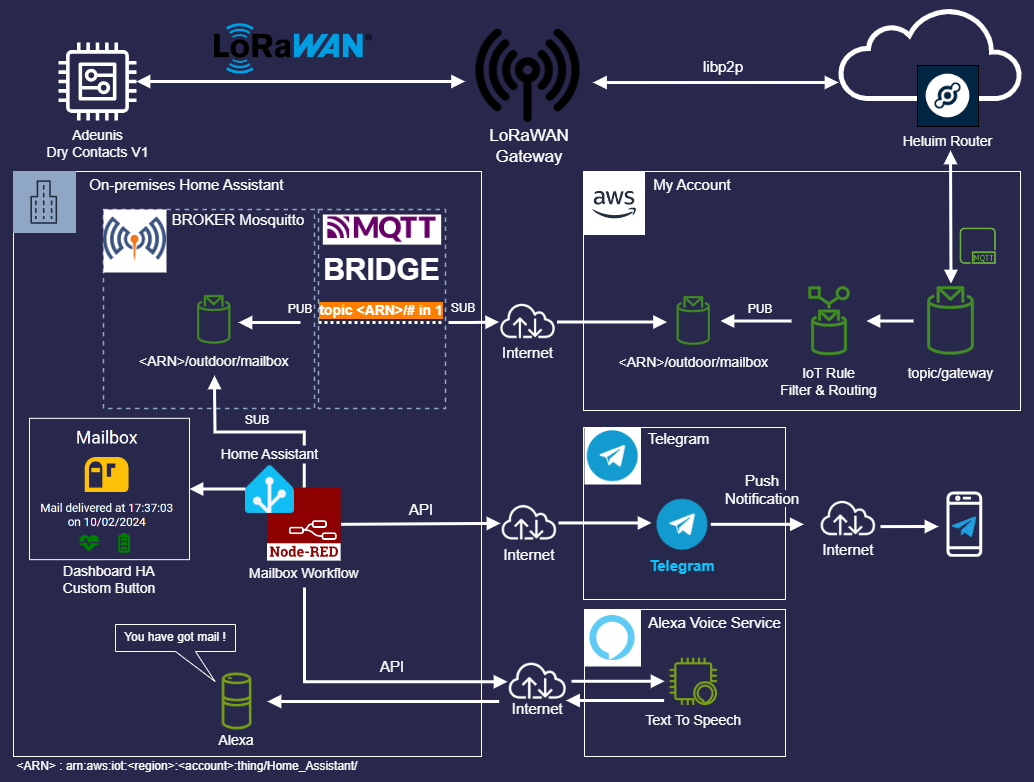 LoRaWAN®
libp2p
Adeunis
Dry Contacts V1
LoRaWAN
Gateway
Heluim Router
On-premises Home Assistant
BROKER Mosquitto
MQTT
BRIDGE
aws
My Account
MQTT
PUB
topic <ARN>/# in 1
SUB
Internet
PUB
<ARN>/outdoor/mailbox
<ARN>/outdoor/mailbox
IoT Rule
Filter & Routing
topic/gateway
SUB
Mailbox
Mail delivered at 17:37:03
on 10/02/2024
Dashboard HA
Custom Button
Home Assistant
Node-RED
Mailbox Workflow
API
Internet
Telegram
Telegram
Push
Notification
Internet
You have got mail !
Alexa
API
Internet
Alexa Voice Service
Text To Speech
<ARN> : arn:aws:iot:<region>:<account>:thing/Home_Assistant/